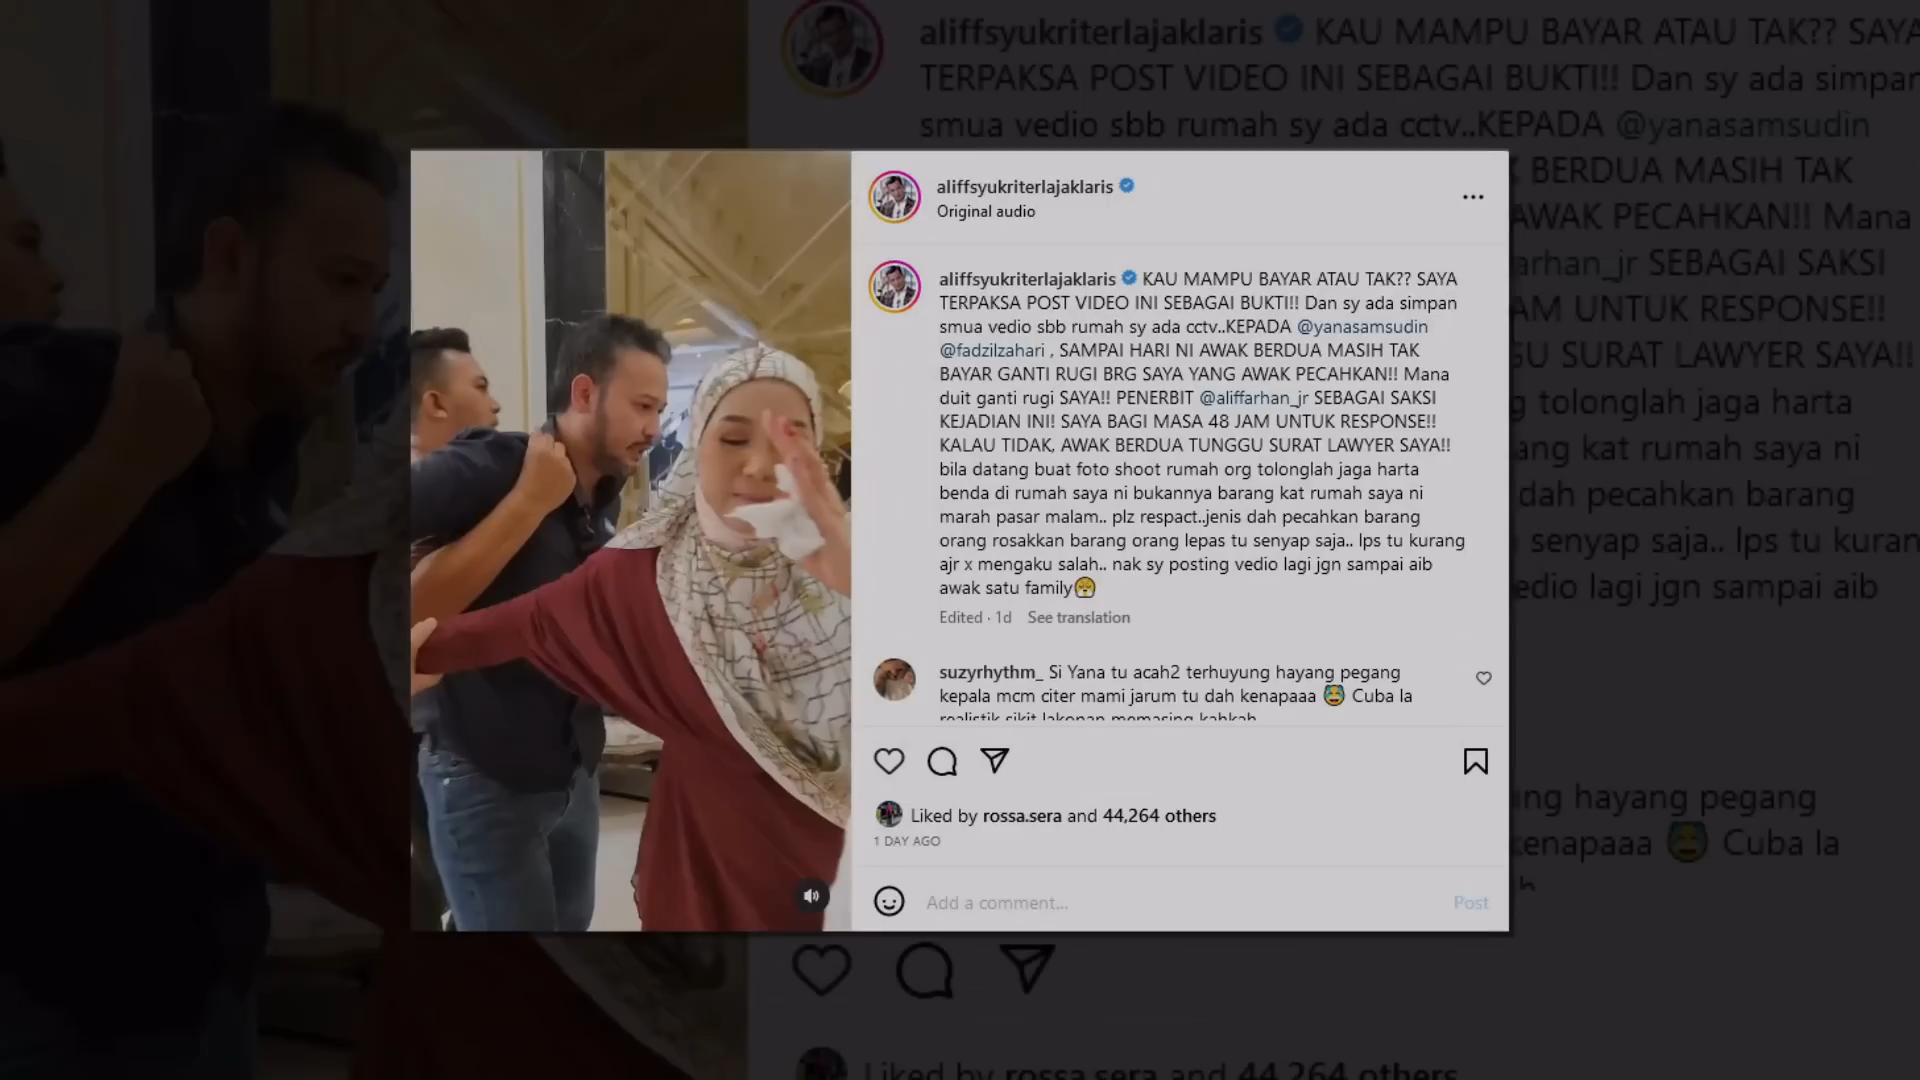 aliffsyukriterlajaklaris KAU MAMPU BAYAR ATAU TAK?? SAYA
TERPAKSA POST VIDEO INI SEBAGAI BUKTI!! Dan sy ada simpan
smua vedio sbb rumah sy ada cctv..KEPADA @yanasamsudin
aliffsyukriterlajaklaris
Original audio
aliffsyukriterlajaklaris KAU MAMPU BAYAR ATAU TAK?? SAYA
TERPAKSA POST VIDEO INI SEBAGAI BUKTI!! Dan sy ada simpan
smua vedio sbb rumah sy ada cctv..KEPADA @yanasamsudin
@fadzilzahari , SAMPAI HARI NI AWAK BERDUA MASIH TAK
BAYAR GANTI RUGI BRG SAYA YANG AWAK PECAHKAN!! Mana
duit ganti rugi SAYA!! PENERBIT @aliffarhan_jr SEBAGAI SAKSI
KEJADIAN INI! SAYA BAGI MASA 48 JAM UNTUK RESPONSE!!
KALAU TIDAK, AWAK BERDUA TUNGGU SURAT LAWYER SAYA!!
bila datang buat foto shoot rumah org tolonglah jaga harta
benda di rumah saya ni bukannya barang kat rumah saya ni
marah pasar malam.. plz respact..jenis dah pecahkan barang
orang rosakkan barang orang lepas tu senyap saja.. lps tu kurang
ajr x mengaku salah.. nak sy posting vedio lagi jgn sampai aib
awak satu family
Edited · 1d See translation
suzyrhythm_ Si Yana tu acah2 terhuyung hayang pegang
kepala mcm citer mami jarum tu dah kenapaaa Cuba la
realistik sikit lakonan memasing kahkah
Liked by rossa.sera and 44,264 others
1 DAY AGO
Add a comment...
Post
BERDUA MASIH TAK
AWAK PECAHKAN!! Mana
arhan_jr SEBAGAI SAKSI
AM UNTUK RESPONSE!!
GU SURAT LAWYER SAYA!!
tolonglah jaga harta
ang kat rumah saya ni
dah pecahkan barang
senyap saja.. lps tu kurang
edio lagi jgn sampai aib
ng hayang pegang
kenapaaa Cuba la
Liked by rossa.sera and 44,264 others